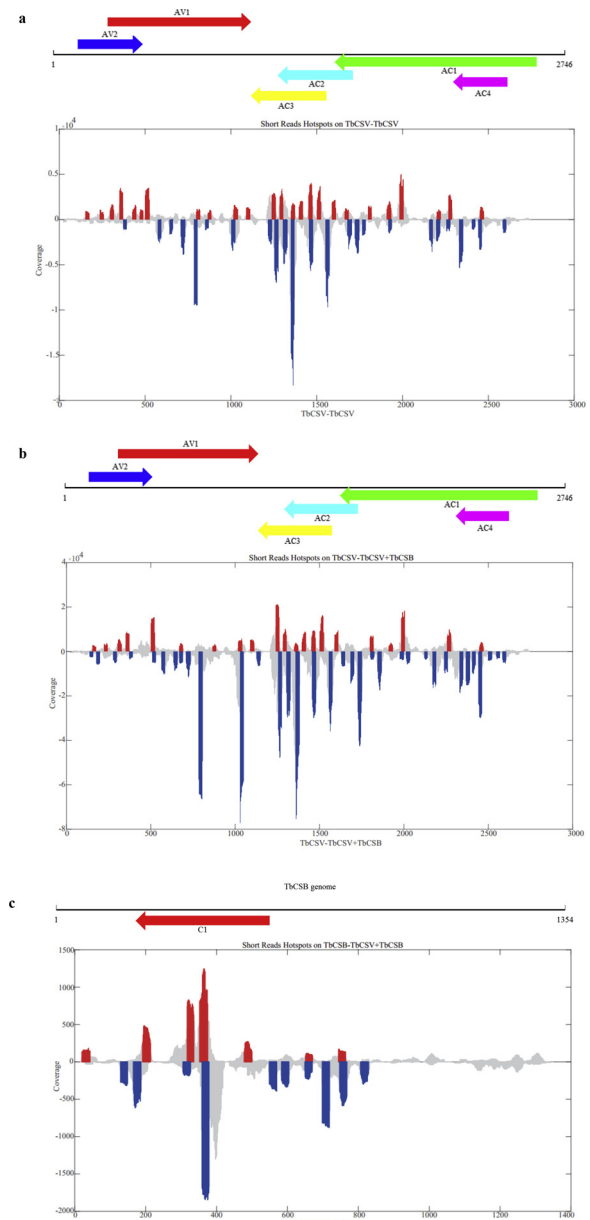 a
AV1
AV2
1
2746
AC1
AC2
AC4
AC3
Short Reads Hotspots on TbCSV-TbCSV
1
0.5
0
-0.5
-1
-1.5
Coverage
0
500
1000
1500
2000
2500
3000
TbCSV-TbCSV
b
AV1
AV2
1
2746
AC1
AC2
AC4
AC3
Short Reads Hotspots on TbCSV-TbCSV+TbCSB
4
2
0
-2
-4
-6
-8
Coverage
0
500
1000
1500
2000
2500
3000
TbCSV-TbCSV+TbCSB
TbCSB genome
c
1
1354
C1
Short Reads Hotspots on TbCSB-TbCSV+TbCSB
1500
1000
500
0
-500
-1000
-1500
-2000
Coverage
0
200
400
600
800
1000
1200
1400